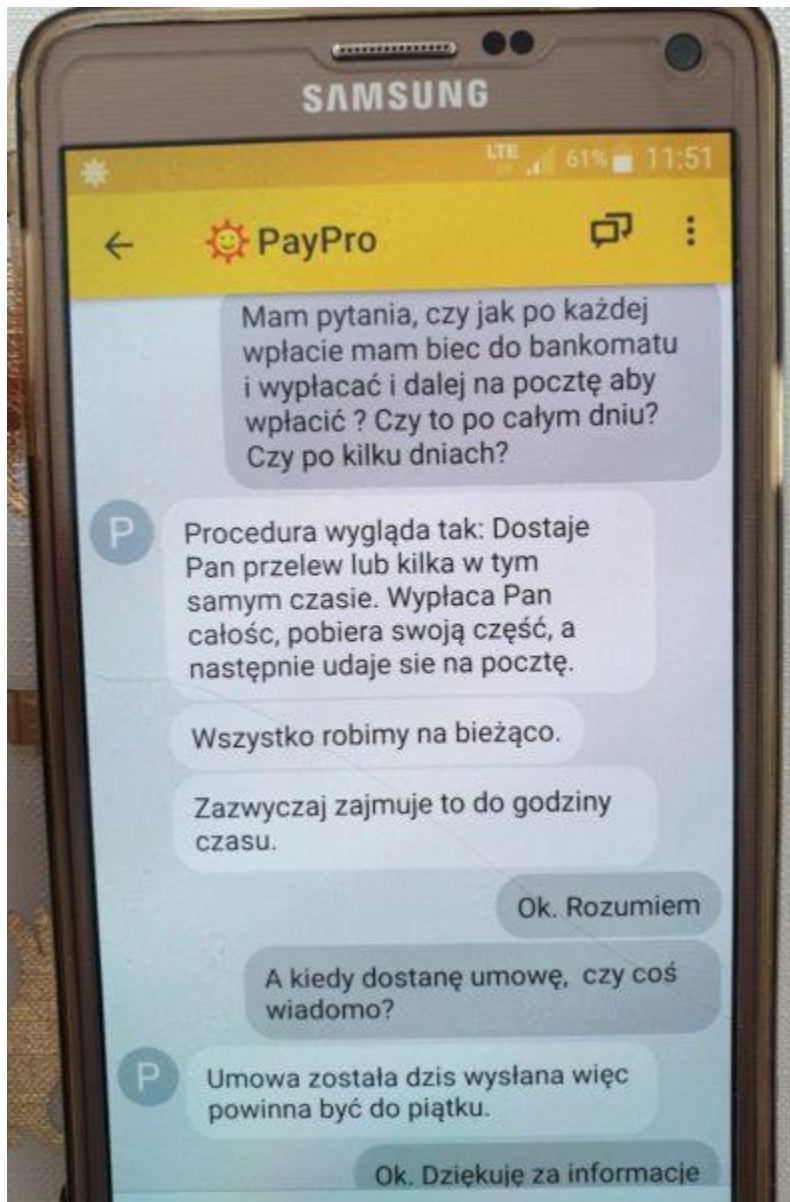 SAMSUNG
LTE 61% 11:51
PayPro
Mam pytania, czy jak po każdej
wpłacie mam biec do bankomatu
i wypłacać i dalej na pocztę aby
wpłacić ? Czy to po całym dniu?
Czy po kilku dniach?
P
Procedura wygląda tak: Dostaje
Pan przelew lub kilka w tym
samym czasie. Wypłaca Pan
całośc, pobiera swoją część, a
następnie udaje sie na pocztę.
Wszystko robimy na bieżąco.
Zazwyczaj zajmuje to do godziny
czasu.
Ok. Rozumiem
A kiedy dostanę umowę, czy coś
wiadomo?
P
Umowa została dzis wysłana więc
powinna być do piątku.
Ok. Dziękuję za informacje